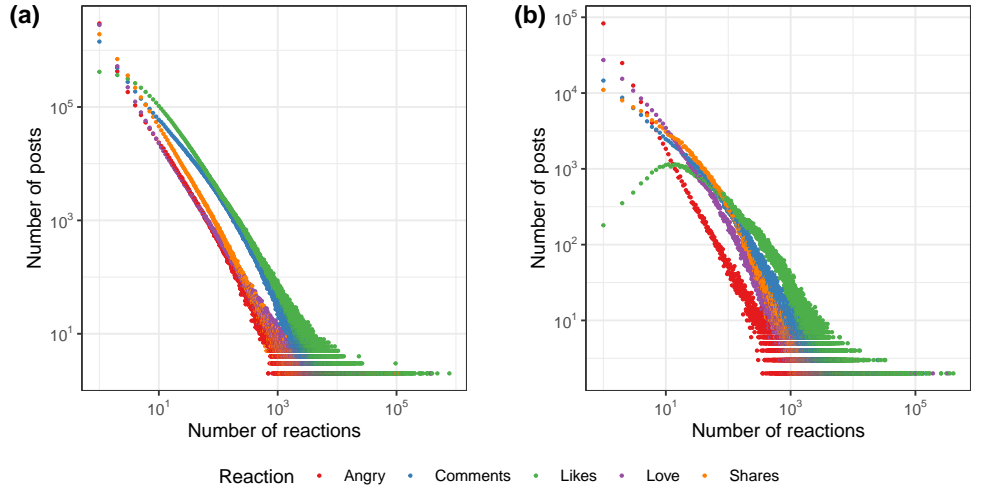 (a)
(b)
10^5
10^3
10^1
Number of posts
10^1
10^3
10^5
Number of reactions
10^5
10^4
10^3
10^2
10^1
Number of posts
10^1
10^3
10^5
Number of reactions
Reaction Angry Comments Likes Love Shares